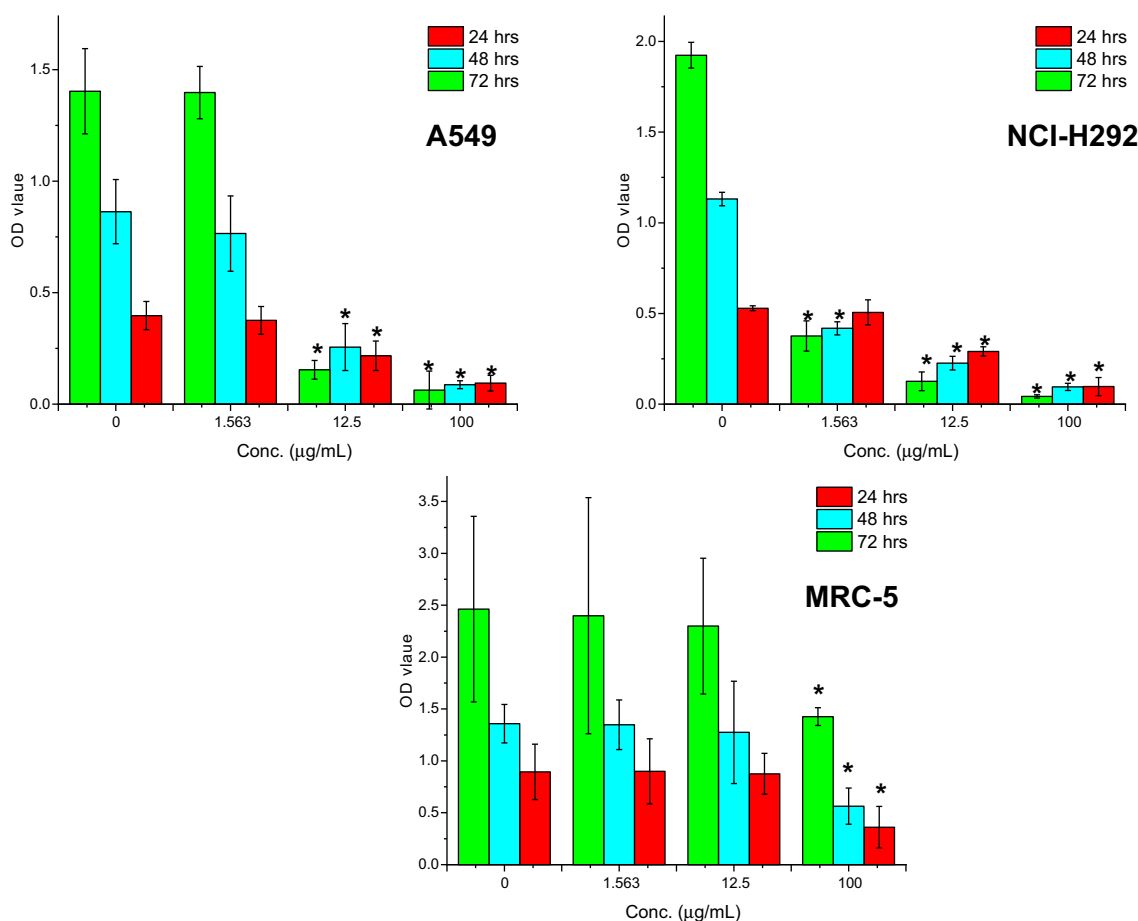 24 hrs
48 hrs
72 hrs
A549
OD vlaue
1.5
1.0
0.5
0.0
* * *
* * *
0 1.563 12.5 100
Conc. (μg/mL)
24 hrs
48 hrs
72 hrs
NCI-H292
OD vlaue
2.0
1.5
1.0
0.5
0.0
* *
* * *
* * *
0 1.563 12.5 100
Conc. (μg/mL)
24 hrs
48 hrs
72 hrs
MRC-5
OD vlaue
3.5
3.0
2.5
2.0
1.5
1.0
0.5
0.0
* * *
0 1.563 12.5 100
Conc. (μg/mL)